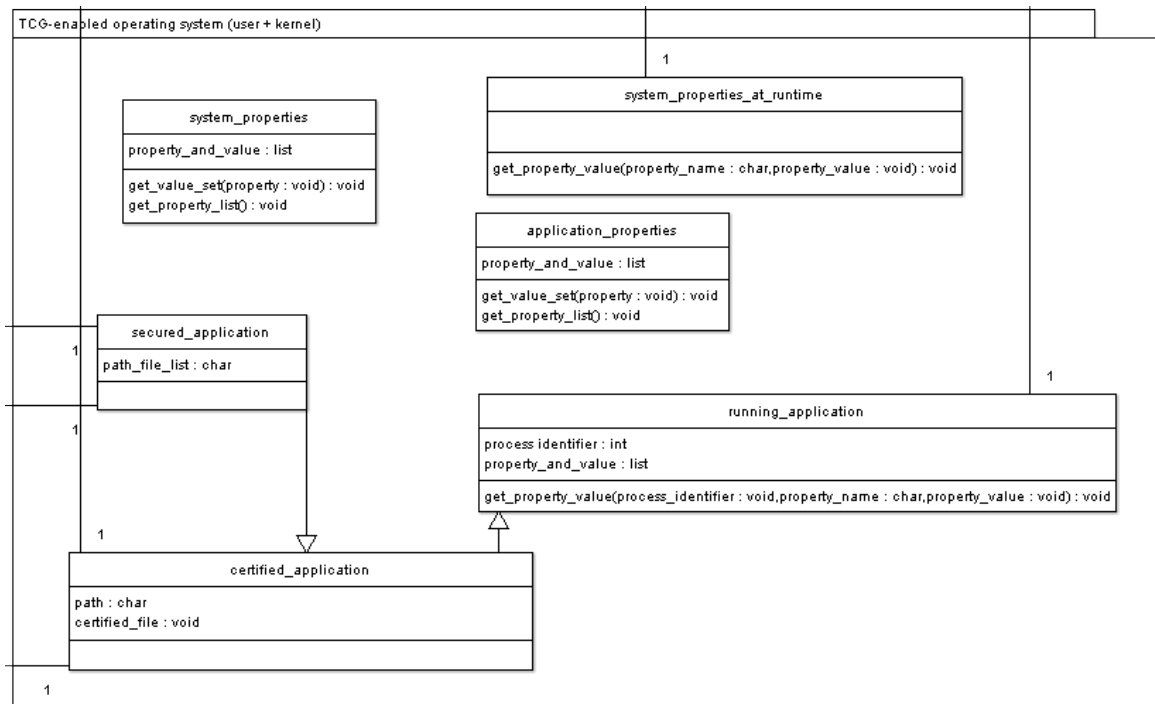 TCG-enabled operating system (user + kernel)
1
system_properties_at_runtime
get_property_value(property_name : char,property_value : void) : void
system_properties
property_and_value : list
get_value_set(property : void) : void
get_property_list() : void
application_properties
property_and_value : list
get_value_set(property : void) : void
get_property_list() : void
secured_application
path_file_list : char
1
1
1
running_application
process identifier : int
property_and_value : list
get_property_value(process_identifier : void,property_name : char,property_value : void) : void
1
certified_application
path : char
certified_file : void
1